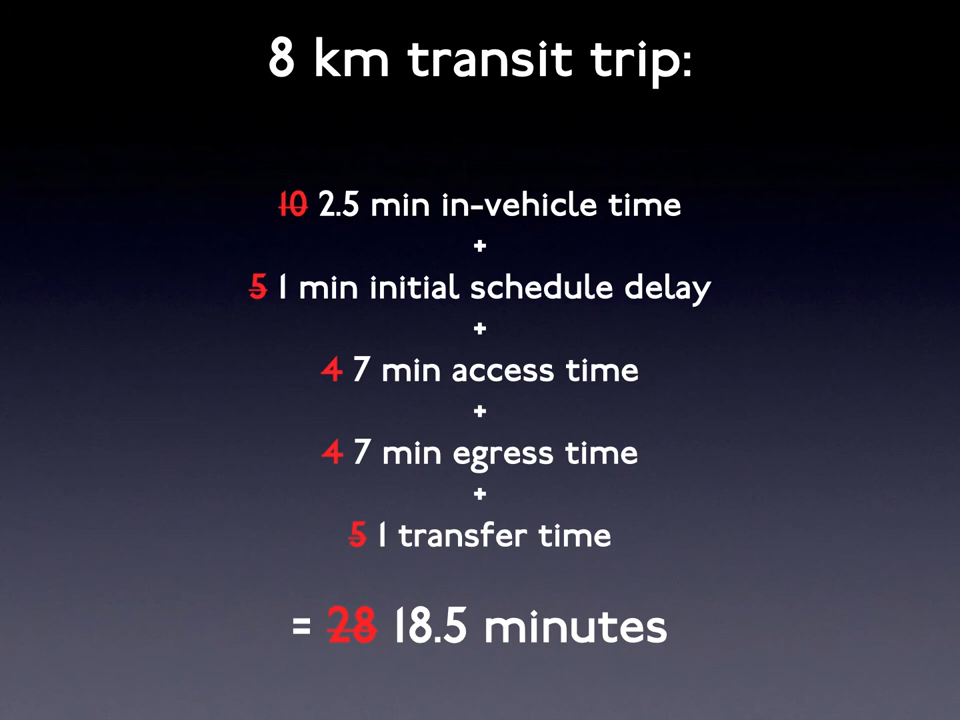 8 km transit trip:
10 2.5 min in-vehicle time
+
5 1 min initial schedule delay
+
4 7 min access time
+
4 7 min egress time
+
5 1 transfer time
= 28 18.5 minutes